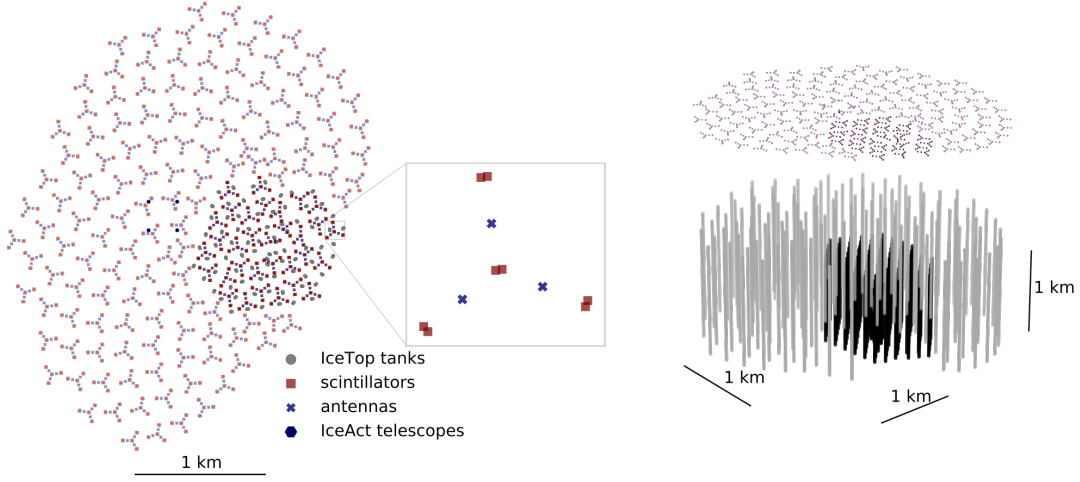 IceTop tanks
scintillators
antennas
IceAct telescopes
1 km
1 km
1 km
1 km